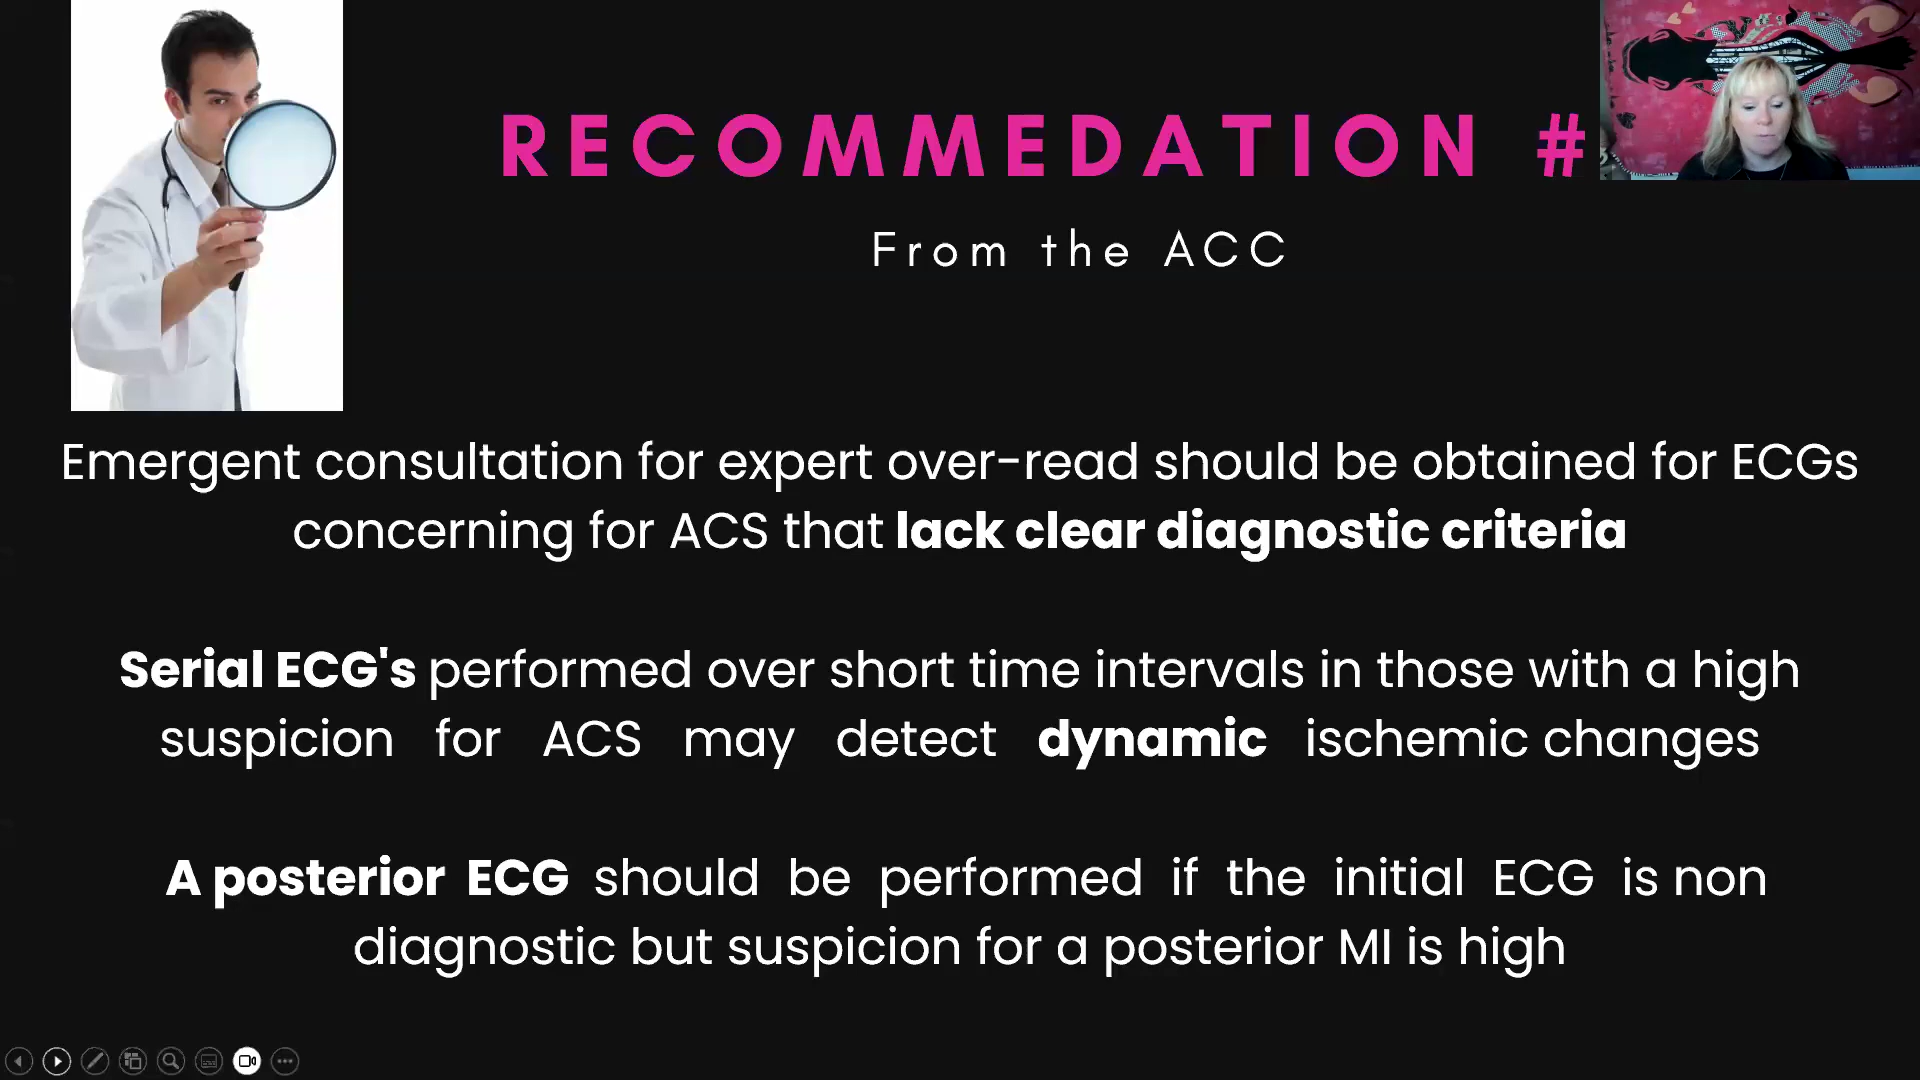 RECOMMEDATION #
From the ACC
Emergent consultation for expert over-read should be obtained for ECGs
concerning for ACS that lack clear diagnostic criteria
Serial ECG's performed over short time intervals in those with a high
suspicion for ACS may detect dynamic ischemic changes
A posterior ECG should be performed if the initial ECG is non
diagnostic but suspicion for a posterior MI is high